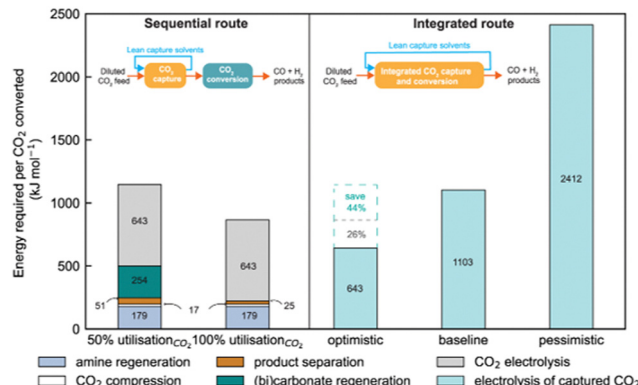 2500
2000
1500
1000
500
0
Energy required per CO₂ converted
(kJ mol⁻¹)
Sequential route
Lean capture solvents
Diluted
CO₂ feed
CO₂
capture
CO₂
conversion
CO + H₂
products
643
254
51
179
17
643
25
179
50% utilisation_CO₂
100% utilisation_CO₂
Integrated route
Lean capture solvents
Diluted
CO₂ feed
Integrated CO₂ capture
and conversion
CO + H₂
products
save
44%
26%
643
1103
2412
optimistic
baseline
pessimistic
amine regeneration
product separation
CO₂ electrolysis
CO₂ compression
(bi)carbonate regeneration
electrolysis of captured CO₂